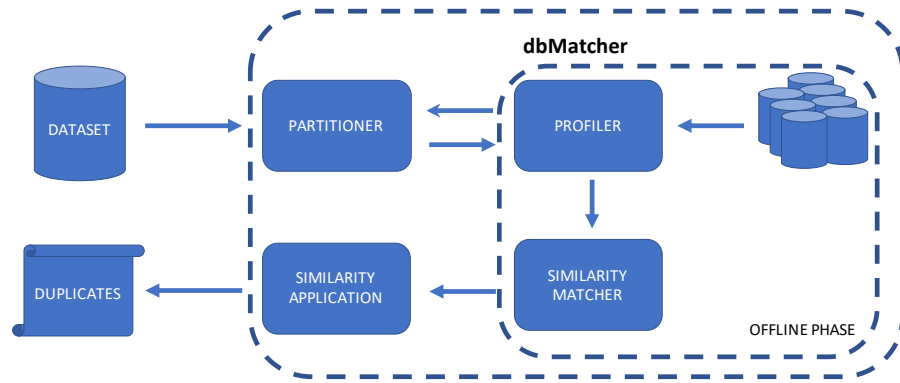 dbMatcher
DATASET
PARTITIONER
PROFILER
DUPLICATES
SIMILARITY
APPLICATION
SIMILARITY
MATCHER
OFFLINE PHASE